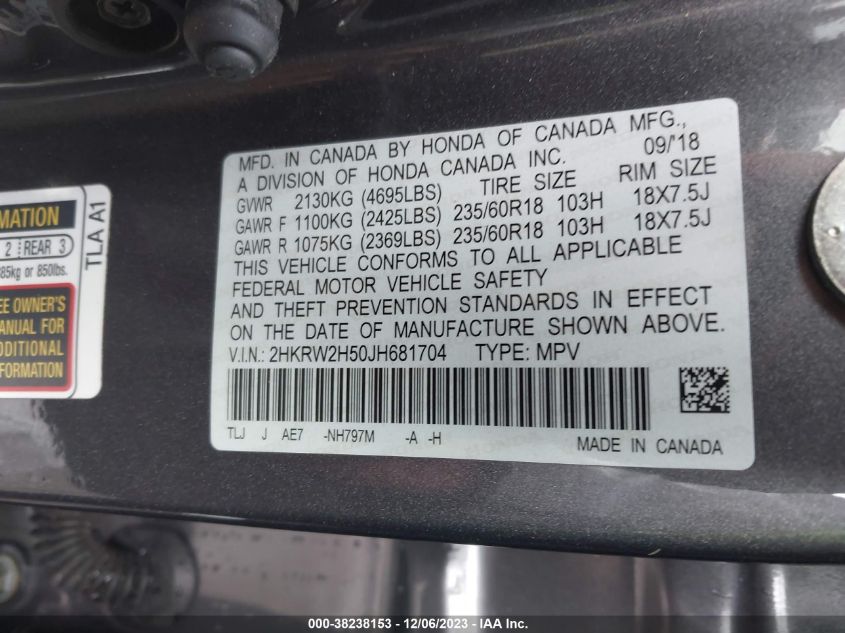 MFD. IN CANADA BY HONDA OF CANADA MFG.,
A DIVISION OF HONDA CANADA INC. 09/'18
GVWR 2130KG (4695LBS) TIRE SIZE RIM SIZE
GAWR F 1100KG (2425LBS) 235/60R18 103H 18X7.5J
GAWR R 1075KG (2369LBS) 235/60R18 103H 18X7.5J
THIS VEHICLE CONFORMS TO ALL APPLICABLE
FEDERAL MOTOR VEHICLE SAFETY
AND THEFT PREVENTION STANDARDS IN EFFECT
ON THE DATE OF MANUFACTURE SHOWN ABOVE.
V.I.N.: 2HKRW2H50JH681704 TYPE: MPV
TLJ J AE7 -NH797M -A -H
MADE IN CANADA
MATION
2 REAR 3
385kg or 850lbs.
EE OWNER'S
ANUAL FOR
DDITIONAL
FORMATION
TLA A1
000-38238153 - 12/06/2023 - IAA Inc.